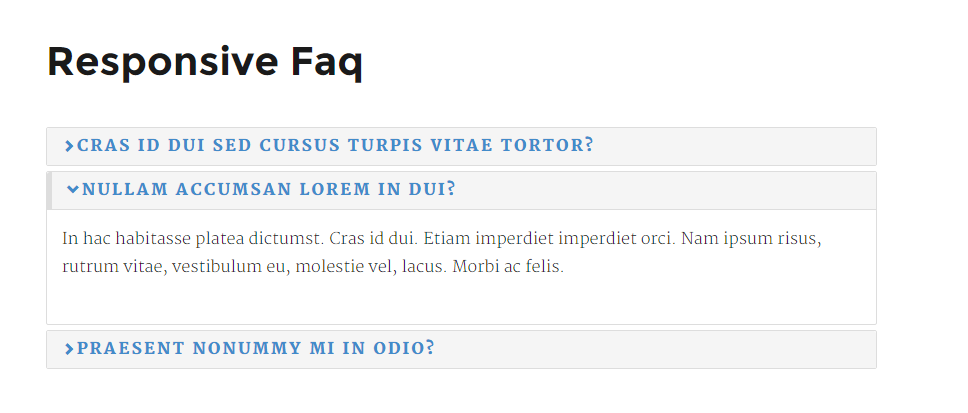 Responsive Faq
CRAS ID DUI SED CURSUS TURPIS VITAE TORTOR?
NULLAM ACCUMSAN LOREM IN DUI?
In hac habitasse platea dictumst. Cras id dui. Etiam imperdiet imperdiet orci. Nam ipsum risus,
rutrum vitae, vestibulum eu, molestie vel, lacus. Morbi ac felis.
PRAESENT NONUMMY MI IN ODIO?